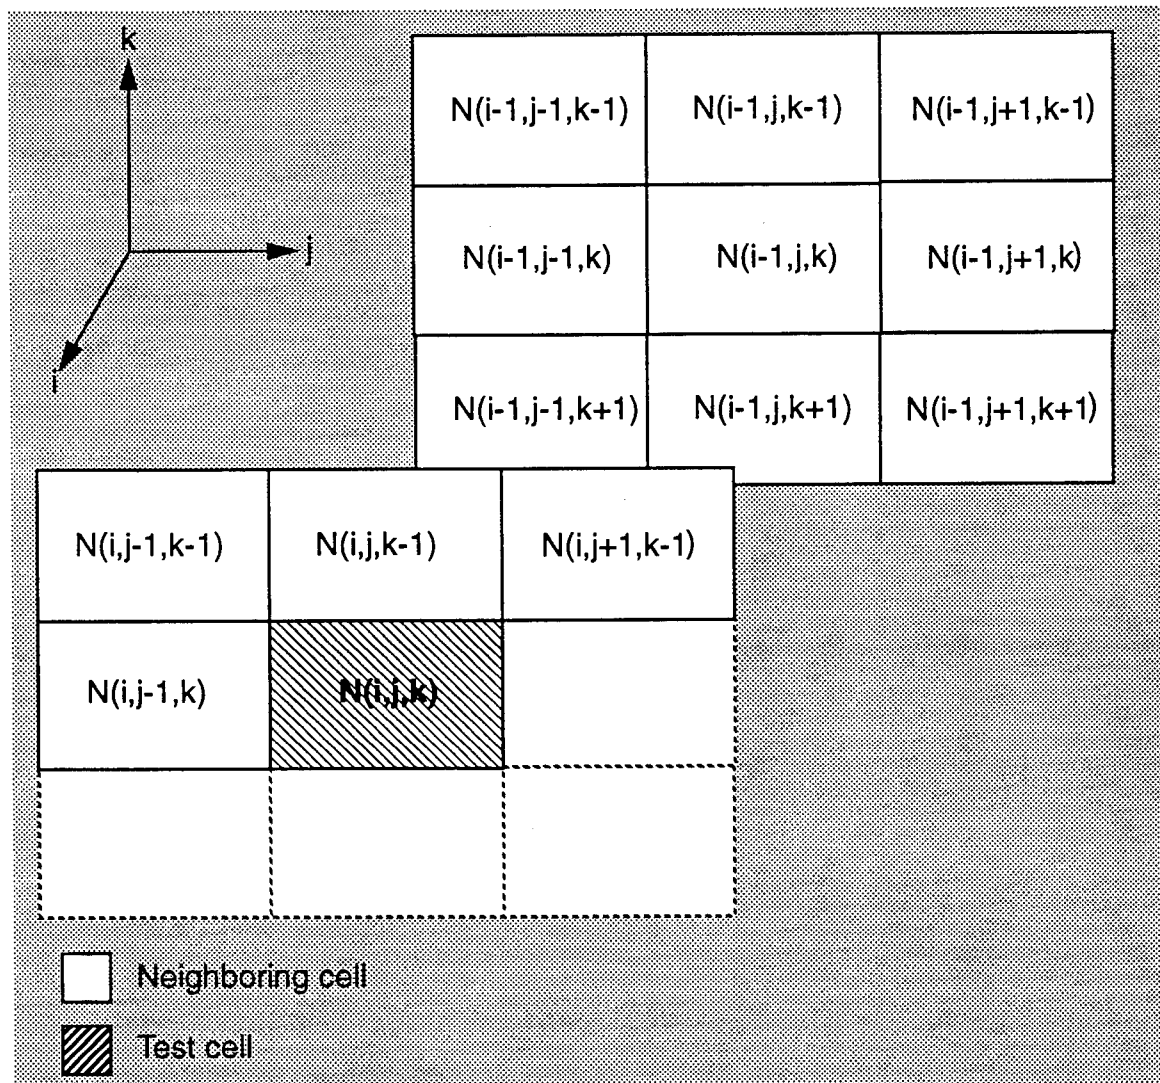 k
j
i
N(i-1,j-1,k-1) N(i-1,j,k-1) N(i-1,j+1,k-1)
N(i-1,j-1,k) N(i-1,j,k) N(i-1,j+1,k)
N(i-1,j-1,k+1) N(i-1,j,k+1) N(i-1,j+1,k+1)
N(i,j-1,k-1) N(i,j,k-1) N(i,j+1,k-1)
N(i,j-1,k) N(i,j,k)
Neighboring cell
Test cell